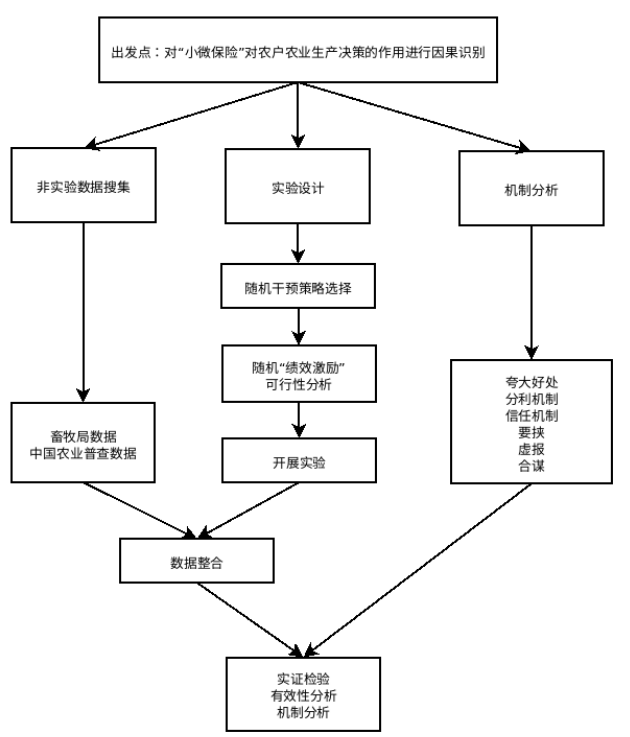 出发点：对“小微保险”对农户农业生产决策的作用进行因果识别
非实验数据搜集
实验设计
机制分析
随机干预策略选择
随机“绩效激励”
可行性分析
夸大好处
分利机制
信任机制
要挟
虚报
合谋
畜牧局数据
中国农业普查数据
开展实验
数据整合
实证检验
有效性分析
机制分析